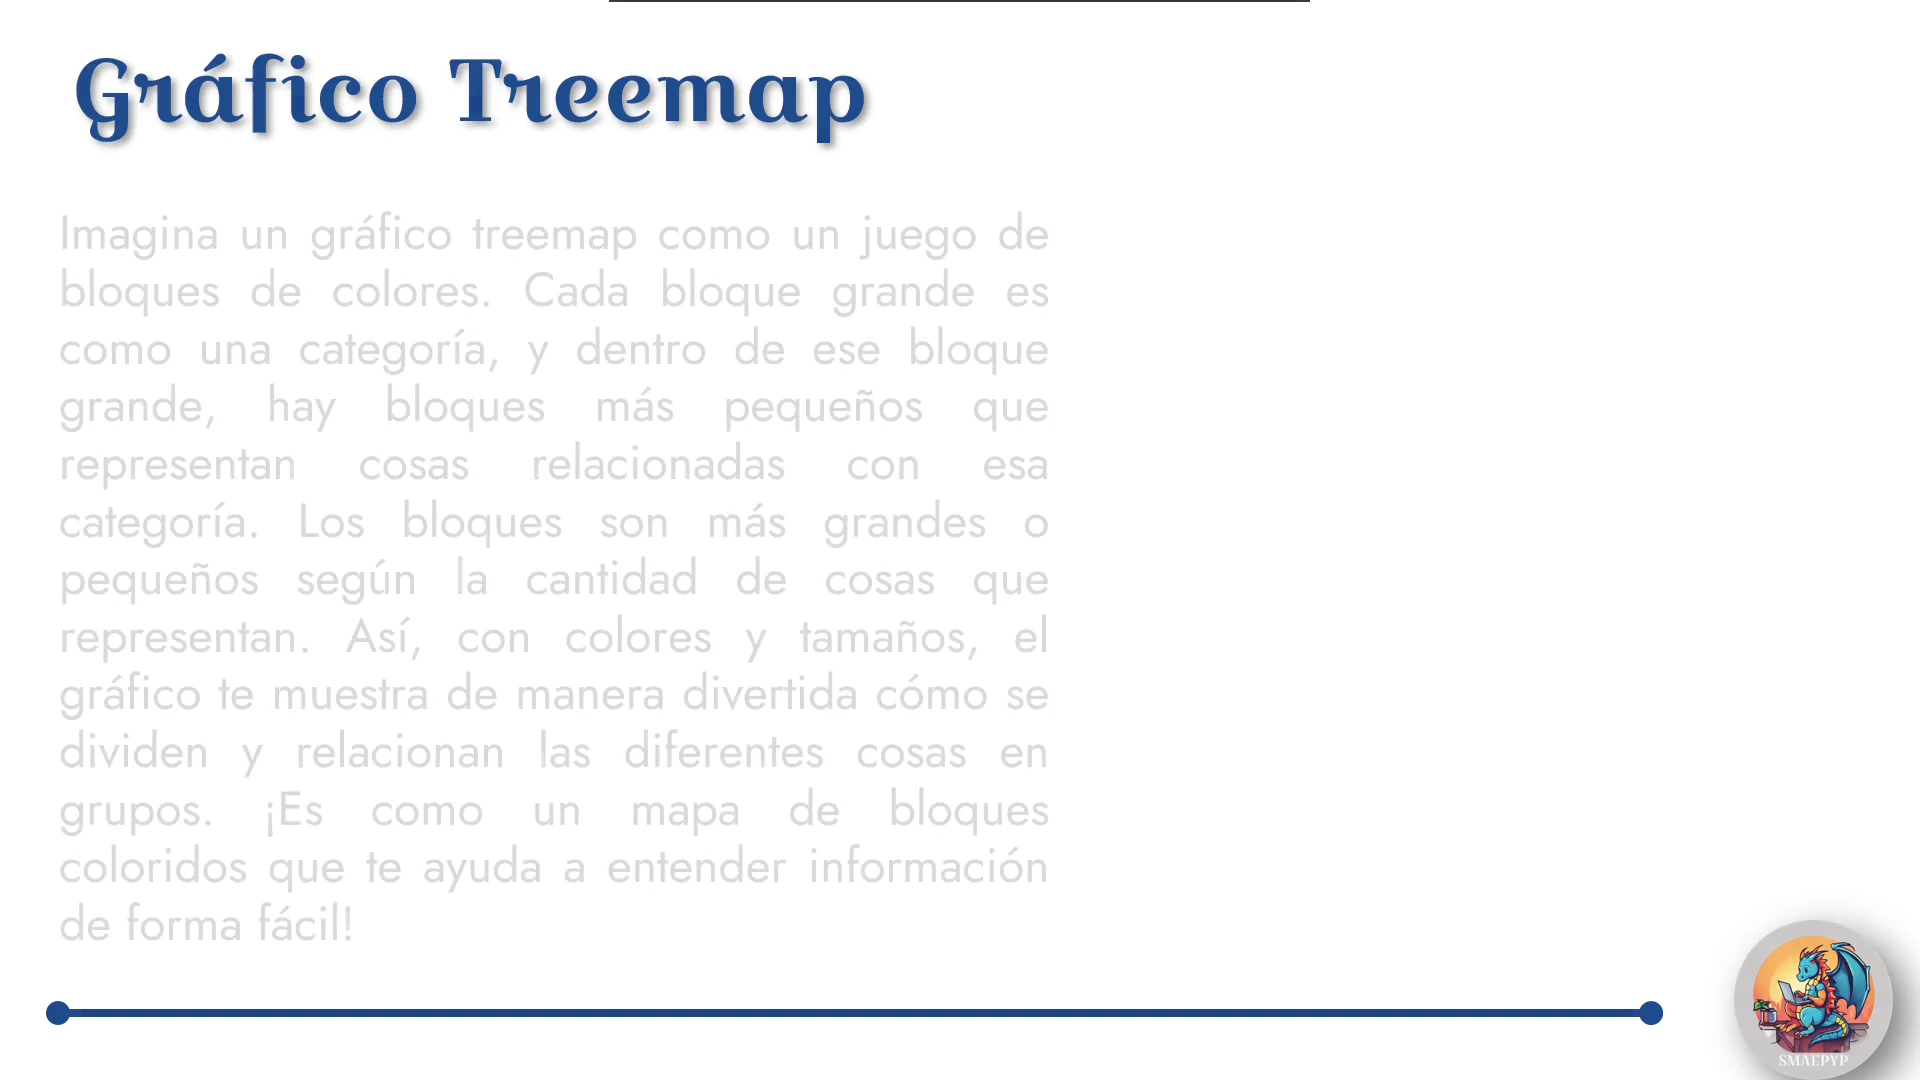 Gráfico Treemap
Imagina un gráfico treemap como un juego de
bloques de colores. Cada bloque grande es
como una categoría, y dentro de ese bloque
grande, hay bloques más pequeños que
representan cosas relacionadas con esa
categoría. Los bloques son más grandes o
pequeños según la cantidad de cosas que
representan. Así, con colores y tamaños, el
gráfico te muestra de manera divertida cómo se
dividen y relacionan las diferentes cosas en
grupos. ¡Es como un mapa de bloques
coloridos que te ayuda a entender información
de forma fácil!
SMAEPYP